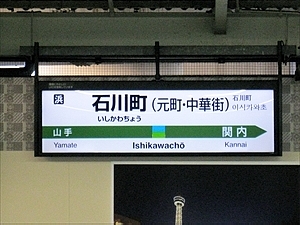 浜 石川町 (元町·中華街) 石川町
이시카와초
いしかわちょう
山手 関内
Yamate Ishikawachō Kannai